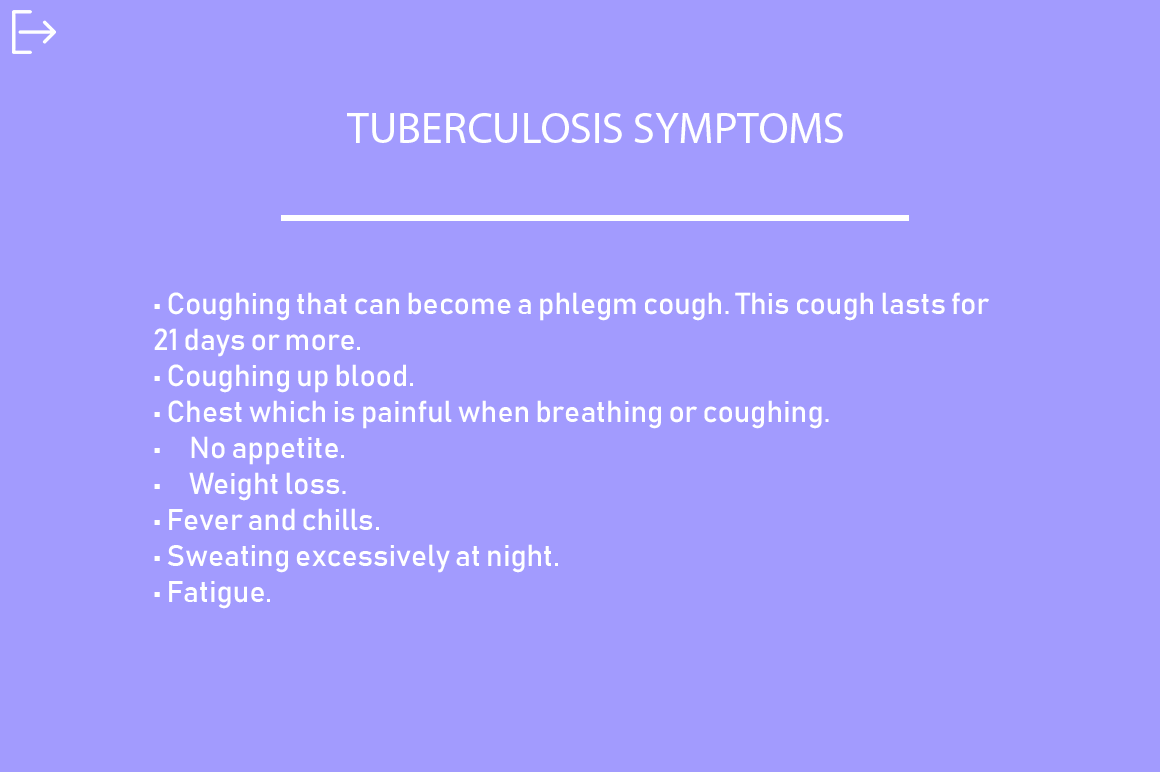 TUBERCULOSIS SYMPTOMS
▪ Coughing that can become a phlegm cough. This cough lasts for
21 days or more.
▪ Coughing up blood.
▪ Chest which is painful when breathing or coughing.
▪ No appetite.
▪ Weight loss.
▪ Fever and chills.
▪ Sweating excessively at night.
▪ Fatigue.